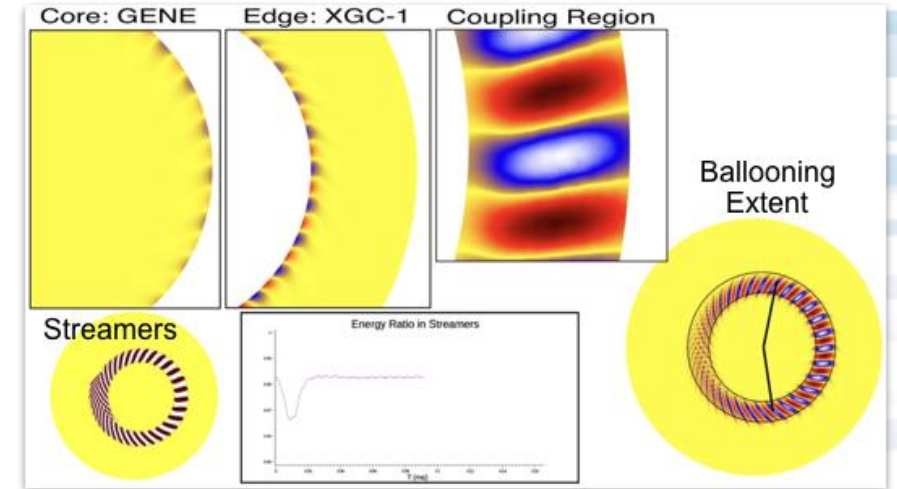 Core: GENE
Edge: XGC-1
Coupling Region
Ballooning
Extent
Streamers
Energy Ratio in Streamers